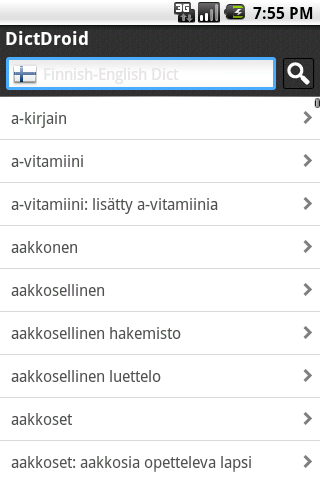 3G 7:55 PM
DictDroid
Finnish-English Dict
a-kirjain
a-vitamiini
a-vitamiini: lisätty a-vitamiinia
aakkonen
aakkosellinen
aakkosellinen hakemisto
aakkosellinen luettelo
aakkoset
aakkoset: aakkosia opetteleva lapsi